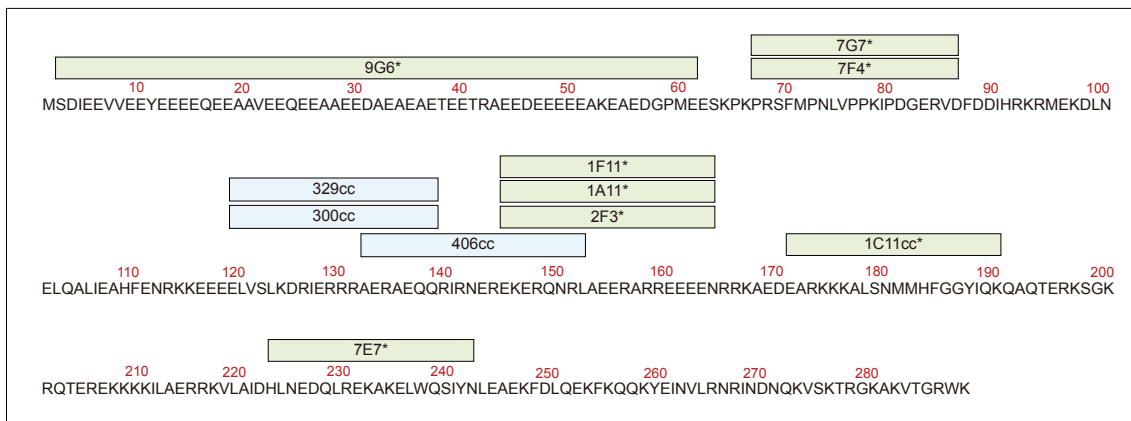 7G7*
9G6* 7F4*
10 20 30 40 50 60 70 80 90 100
MSDIEEVVEEYEEEEQEEAAVEEQEEAAEEDAEAEAETEETRAEEDEEEEEAKEAEDGPMEESKPKPRSFMPNLVPPKIPDGERVDFDDIHRKRMEKDLN
1F11*
329cc 1A11*
300cc 2F3*
406cc 1C11cc*
110 120 130 140 150 160 170 180 190 200
ELQALIEAHFENRKKEEEELVSLKDRIERRRAERAEQQRIRNEREKERQNRLAEERARREEEENRRKAEDEARKKKALSNMMHFGGYIQKQAQTERKSGK
7E7*
210 220 230 240 250 260 270 280
RQTEREKKKKILAERRKVLAIDHLNEDQLREKAKELWQSIYNLEAEKFDLQEKFKQQKYEINVLRNRINDNQKVSKTRGKAKVTGRWK